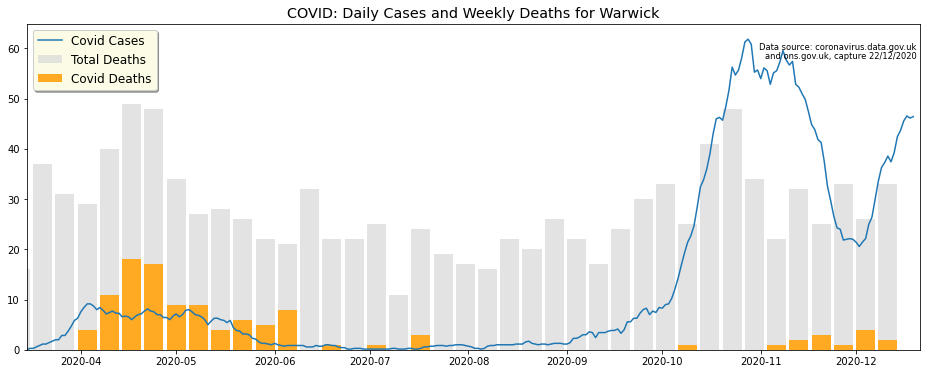 COVID: Daily Cases and Weekly Deaths for Warwick
Covid Cases
Total Deaths
Covid Deaths
Data source: coronavirus.data.gov.uk
and ons.gov.uk, capture 22/12/2020
60
50
40
30
20
10
0
2020-04 2020-05 2020-06 2020-07 2020-08 2020-09 2020-10 2020-11 2020-12